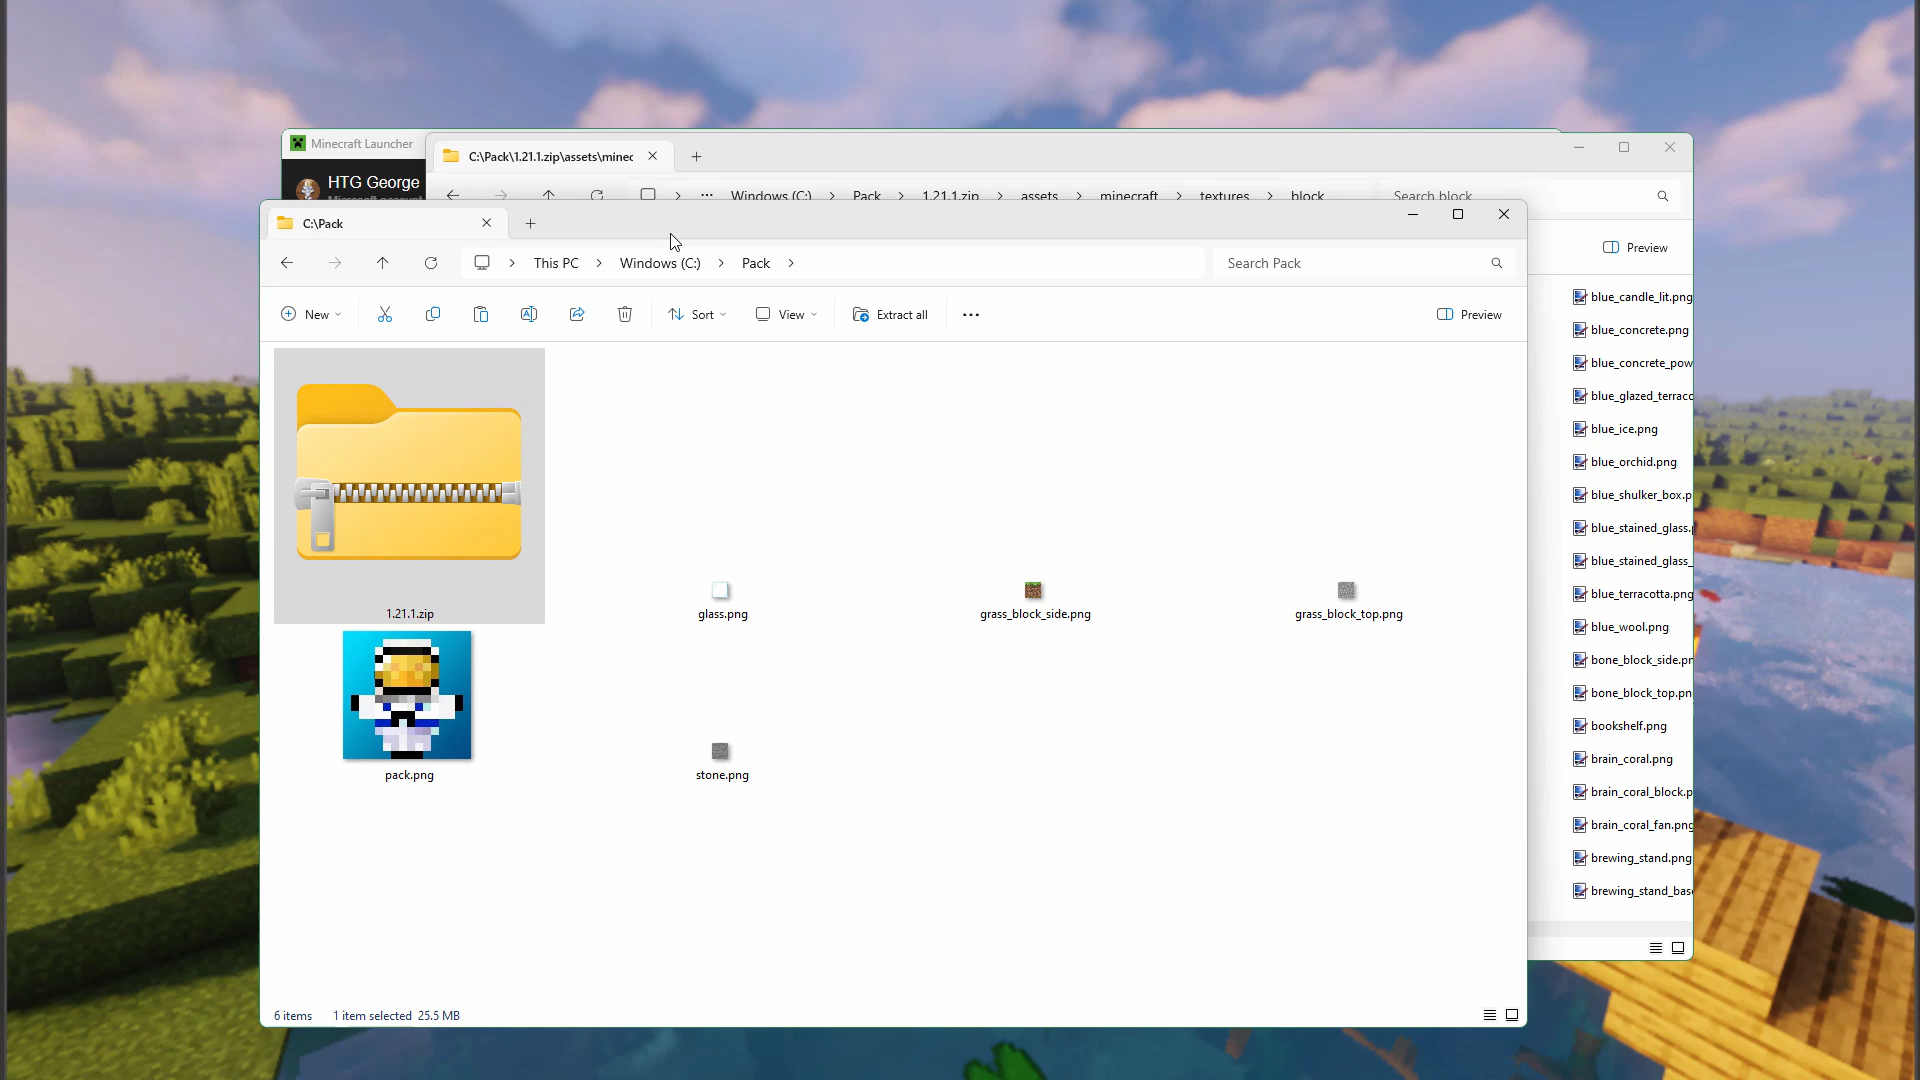 Minecraft Launcher
C:\Pack\1.21.1.zip\assets\minec
HTG George
Windows (C:) Pack 1.21.1.zip assets minecraft textures block
Search block
C:\Pack
This PC Windows (C:) Pack
Search Pack
Preview
New
Sort
View
Extract all
Preview
1.21.1.zip
glass.png
grass_block_side.png
grass_block_top.png
pack.png
stone.png
blue_candle_lit.png
blue_concrete.png
blue_concrete_pow
blue_glazed_terraco
blue_ice.png
blue_orchid.png
blue_shulker_box.p
blue_stained_glass.p
blue_stained_glass_
blue_terracotta.png
blue_wool.png
bone_block_side.pn
bone_block_top.pn
bookshelf.png
brain_coral.png
brain_coral_block.p
brain_coral_fan.png
brewing_stand.png
brewing_stand_base
6 items 1 item selected 25.5 MB